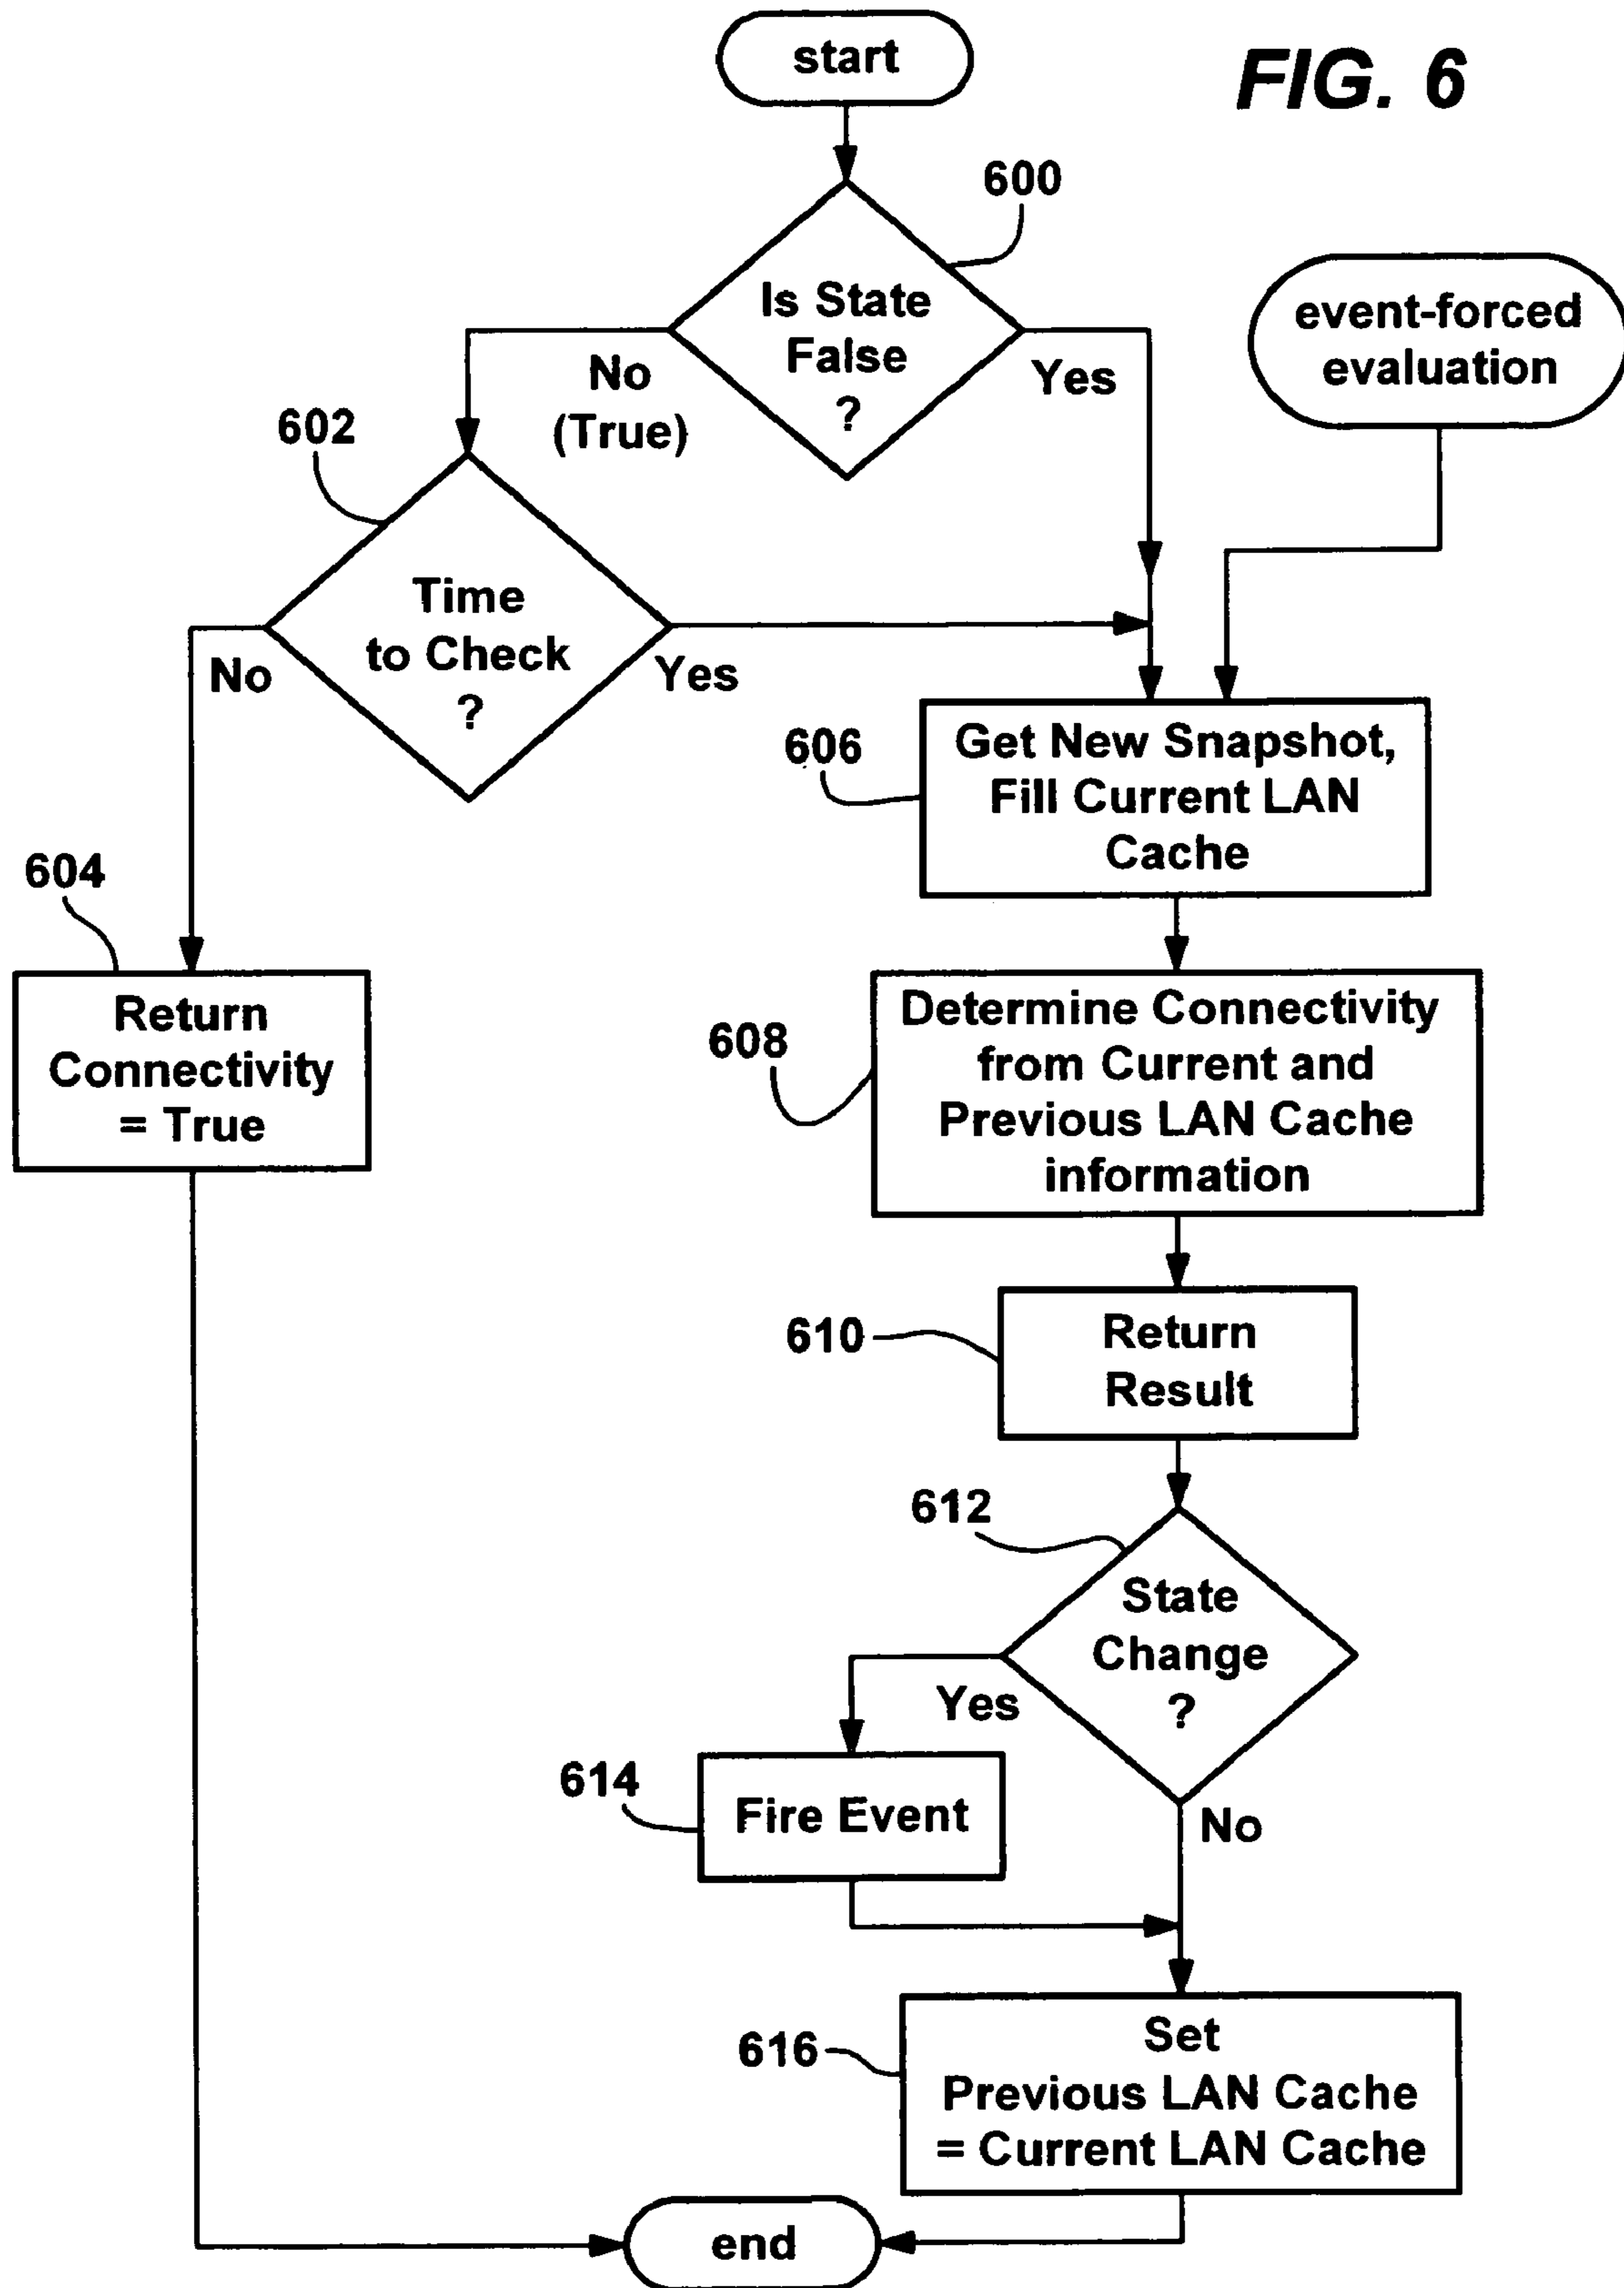 start
FIG. 6
600
Is State
False
?
event-forced
evaluation
No
(True)
Yes
602
Time
to Check
?
No
Yes
606
Get New Snapshot,
Fill Current LAN
Cache
604
Return
Connectivity
= True
608
Determine Connectivity
from Current and
Previous LAN Cache
information
610
Return
Result
612
State
Change
?
Yes
614
Fire Event
No
616
Set
Previous LAN Cache
= Current LAN Cache
end